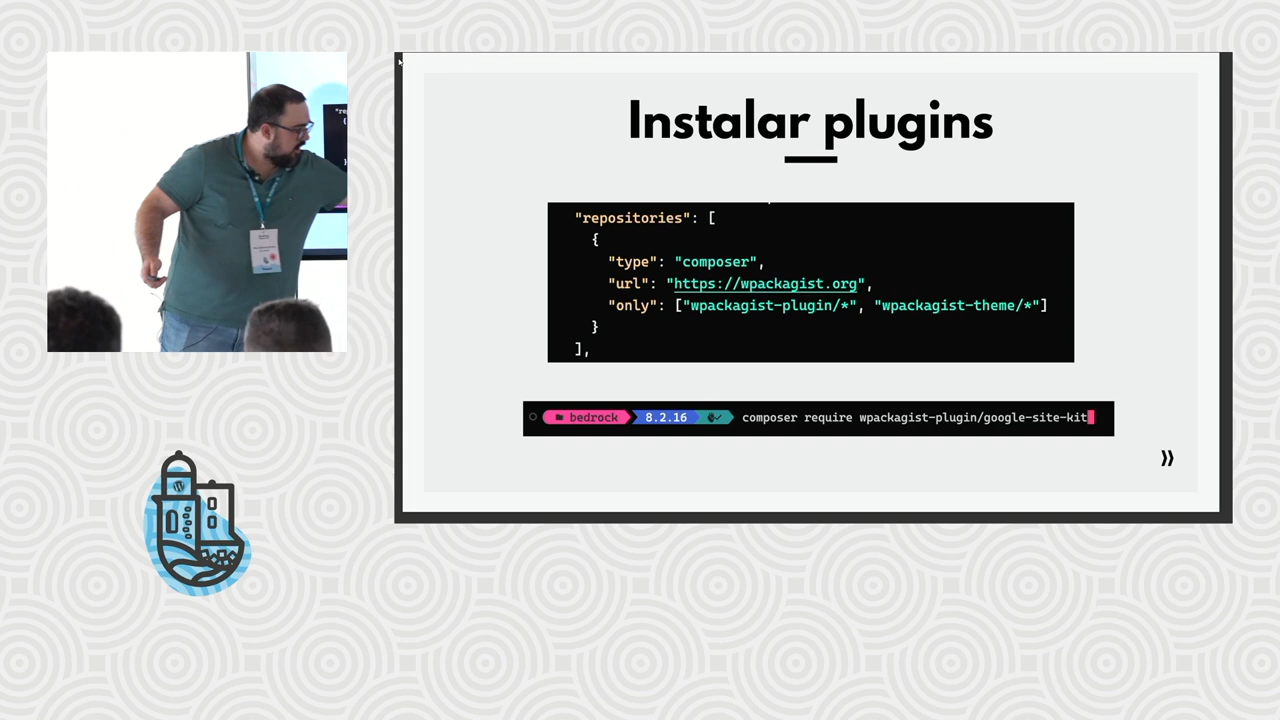 Instalar plugins
"repositories": [
{
"type": "composer",
"url": "https://wpackagist.org",
"only": ["wpackagist-plugin/*", "wpackagist-theme/*"]
}
],
bedrock 8.2.16 composer require wpackagist-plugin/google-site-kit
»